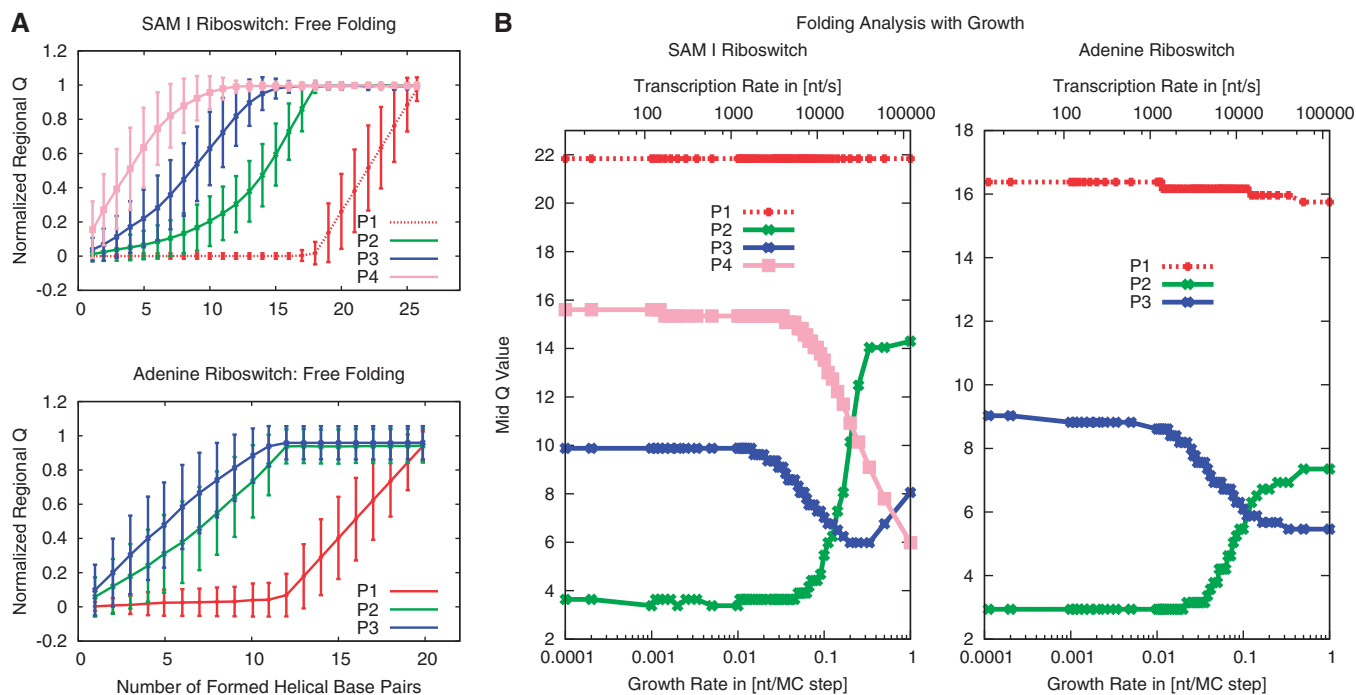 A
SAM I Riboswitch: Free Folding
Normalized Regional Q
1.2
1
0.8
0.6
0.4
0.2
0
-0.2
P1
P2
P3
P4
0 5 10 15 20 25
Adenine Riboswitch: Free Folding
Normalized Regional Q
1.2
1
0.8
0.6
0.4
0.2
0
-0.2
P1
P2
P3
0 5 10 15 20
Number of Formed Helical Base Pairs
B
Folding Analysis with Growth
SAM I Riboswitch
Transcription Rate in [nt/s]
100 1000 10000 100000
Mid Q Value
22
20
18
16
14
12
10
8
6
4
2
P1
P2
P3
P4
0.0001 0.001 0.01 0.1 1
Growth Rate in [nt/MC step]
Adenine Riboswitch
Transcription Rate in [nt/s]
100 1000 10000 100000
18
16
14
12
10
8
6
4
2
P1
P2
P3
0.0001 0.001 0.01 0.1 1
Growth Rate in [nt/MC step]